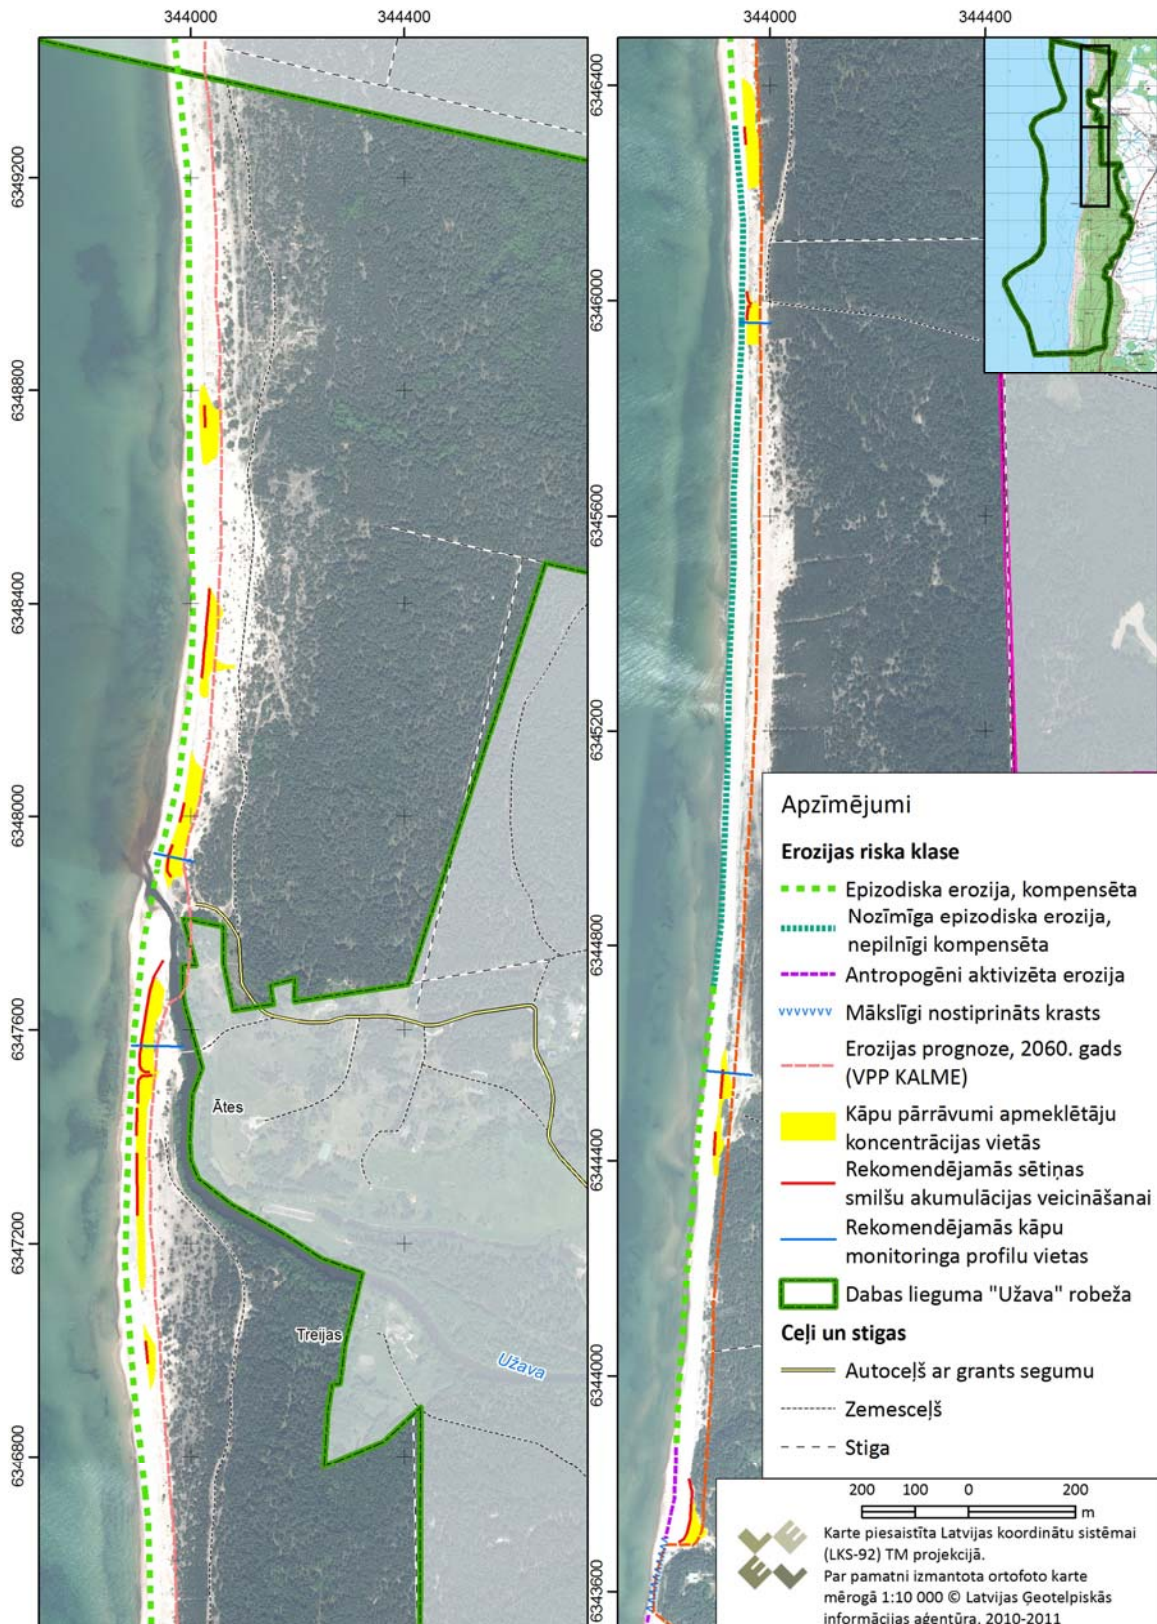 344000
344400
344000
344400
6349200
6348800
6348400
6348000
6347600
6347200
6346800
6346400
6346000
6345600
6345200
6344800
6344400
6344000
6343600
Ātes
Treijas
Užava
Apzīmējumi
Erozijas riska klase
Epizodiska erozija, kompensēta
Nozīmīga epizodiska erozija,
nepilnīgi kompensēta
Antropogēni aktivizēta erozija
Mākslīgi nostiprināts krasts
Erozijas prognoze, 2060. gads
(VPP KALME)
Kāpu pārrāvumi apmeklētāju
koncentrācijas vietās
Rekomendējamās sētiņas
smilšu akumulācijas veicināšanai
Rekomendējamās kāpu
monitoringa profilu vietas
Dabas lieguma "Užava" robeža
Ceļi un stigas
Autoceļš ar grants segumu
Zemesceļš
Stiga
200 100 0 200
m
Karte piesaistīta Latvijas koordinātu sistēmai
(LKS-92) TM projekcijā.
Par pamatni izmantota ortofoto karte
mērogā 1:10 000 © Latvijas Ģeotelpiskās
informācijas aģentūra, 2010-2011